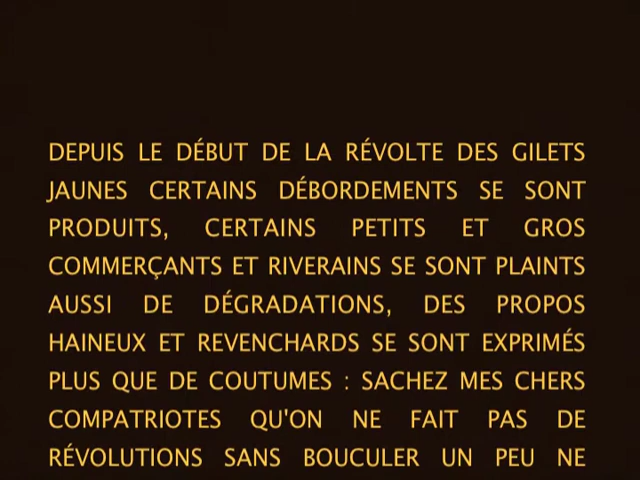 DEPUIS LE DÉBUT DE LA RÉVOLTE DES GILETS
JAUNES CERTAINS DÉBORDEMENTS SE SONT
PRODUITS, CERTAINS PETITS ET GROS
COMMERÇANTS ET RIVERAINS SE SONT PLAINTS
AUSSI DE DÉGRADATIONS, DES PROPOS
HAINEUX ET REVENCHARDS SE SONT EXPRIMÉS
PLUS QUE DE COUTUMES : SACHEZ MES CHERS
COMPATRIOTES QU'ON NE FAIT PAS DE
RÉVOLUTIONS SANS BOUCULER UN PEU NE